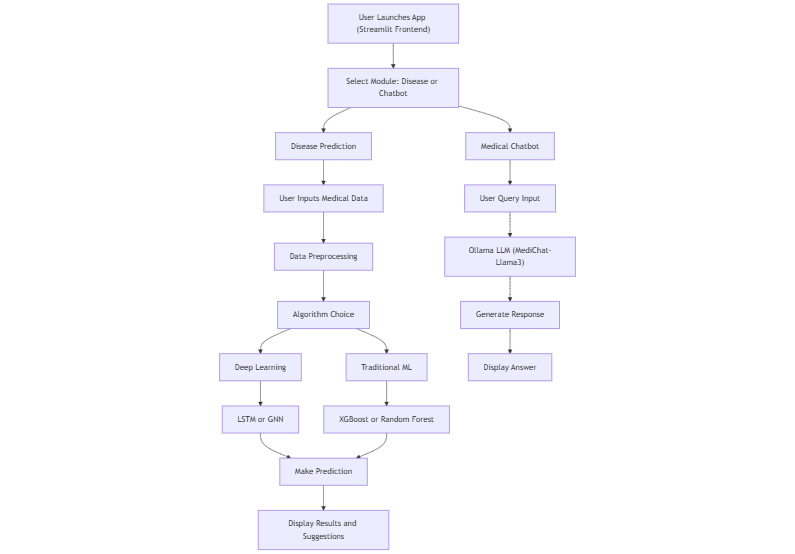 User Launches App
(Streamlit Frontend)
Select Module: Disease or
Chatbot
Disease Prediction
Medical Chatbot
User Inputs Medical Data
User Query Input
Data Preprocessing
Ollama LLM (MediChat-
Llama3)
Algorithm Choice
Generate Response
Deep Learning
Traditional ML
Display Answer
LSTM or GNN
XGBoost or Random Forest
Make Prediction
Display Results and
Suggestions